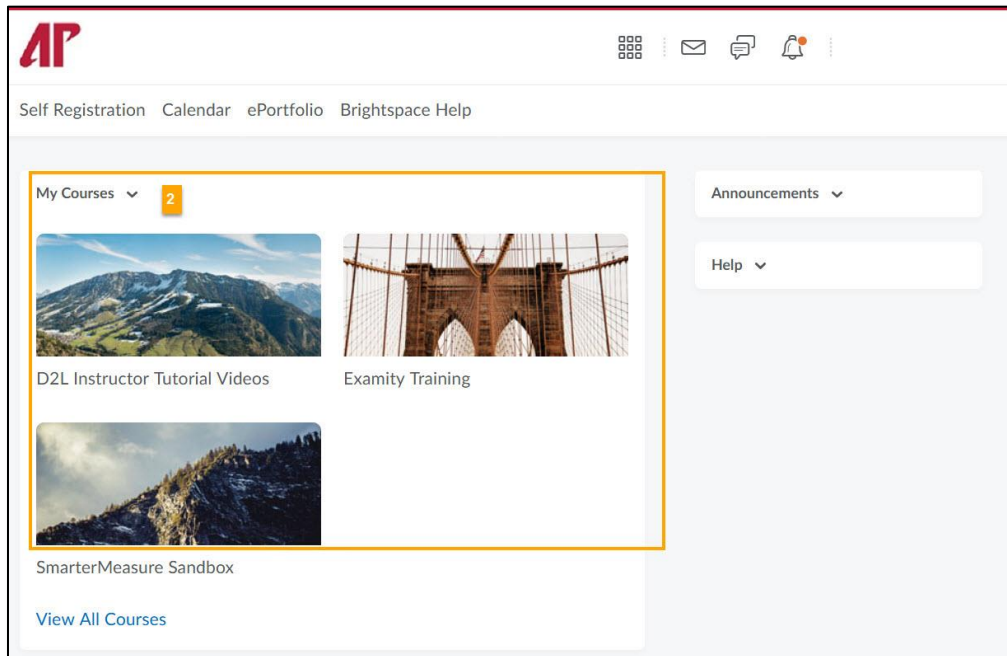 AP
Self Registration Calendar ePortfolio Brightspace Help
My Courses
2
Announcements
Help
D2L Instructor Tutorial Videos
Examity Training
SmarterMeasure Sandbox
View All Courses